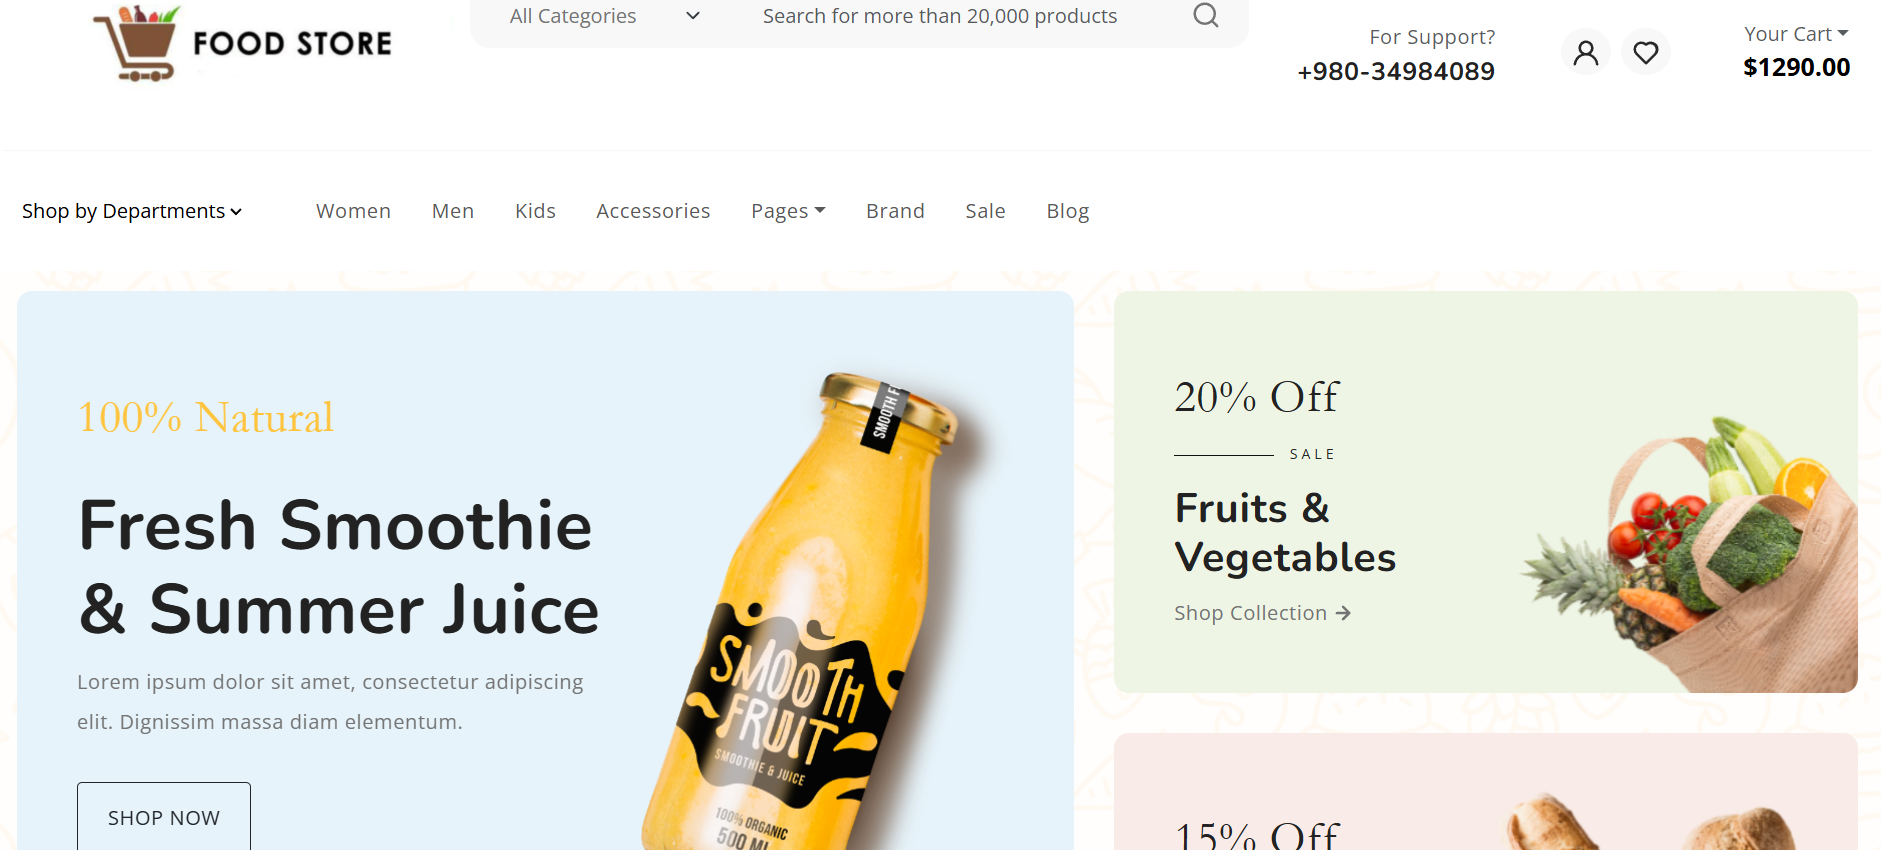 FOOD STORE
All Categories
Search for more than 20,000 products
For Support?
+980-34984089
Your Cart
$1290.00
Shop by Departments
Women
Men
Kids
Accessories
Pages
Brand
Sale
Blog
100% Natural
Fresh Smoothie
& Summer Juice
Lorem ipsum dolor sit amet, consectetur adipiscing
elit. Dignissim massa diam elementum.
SHOP NOW
SMOOTH F
SMOOTH
FRUIT
SMOOTHIE & JUICE
100% ORGANIC
500 ML
20% Off
SALE
Fruits &
Vegetables
Shop Collection
15% Off